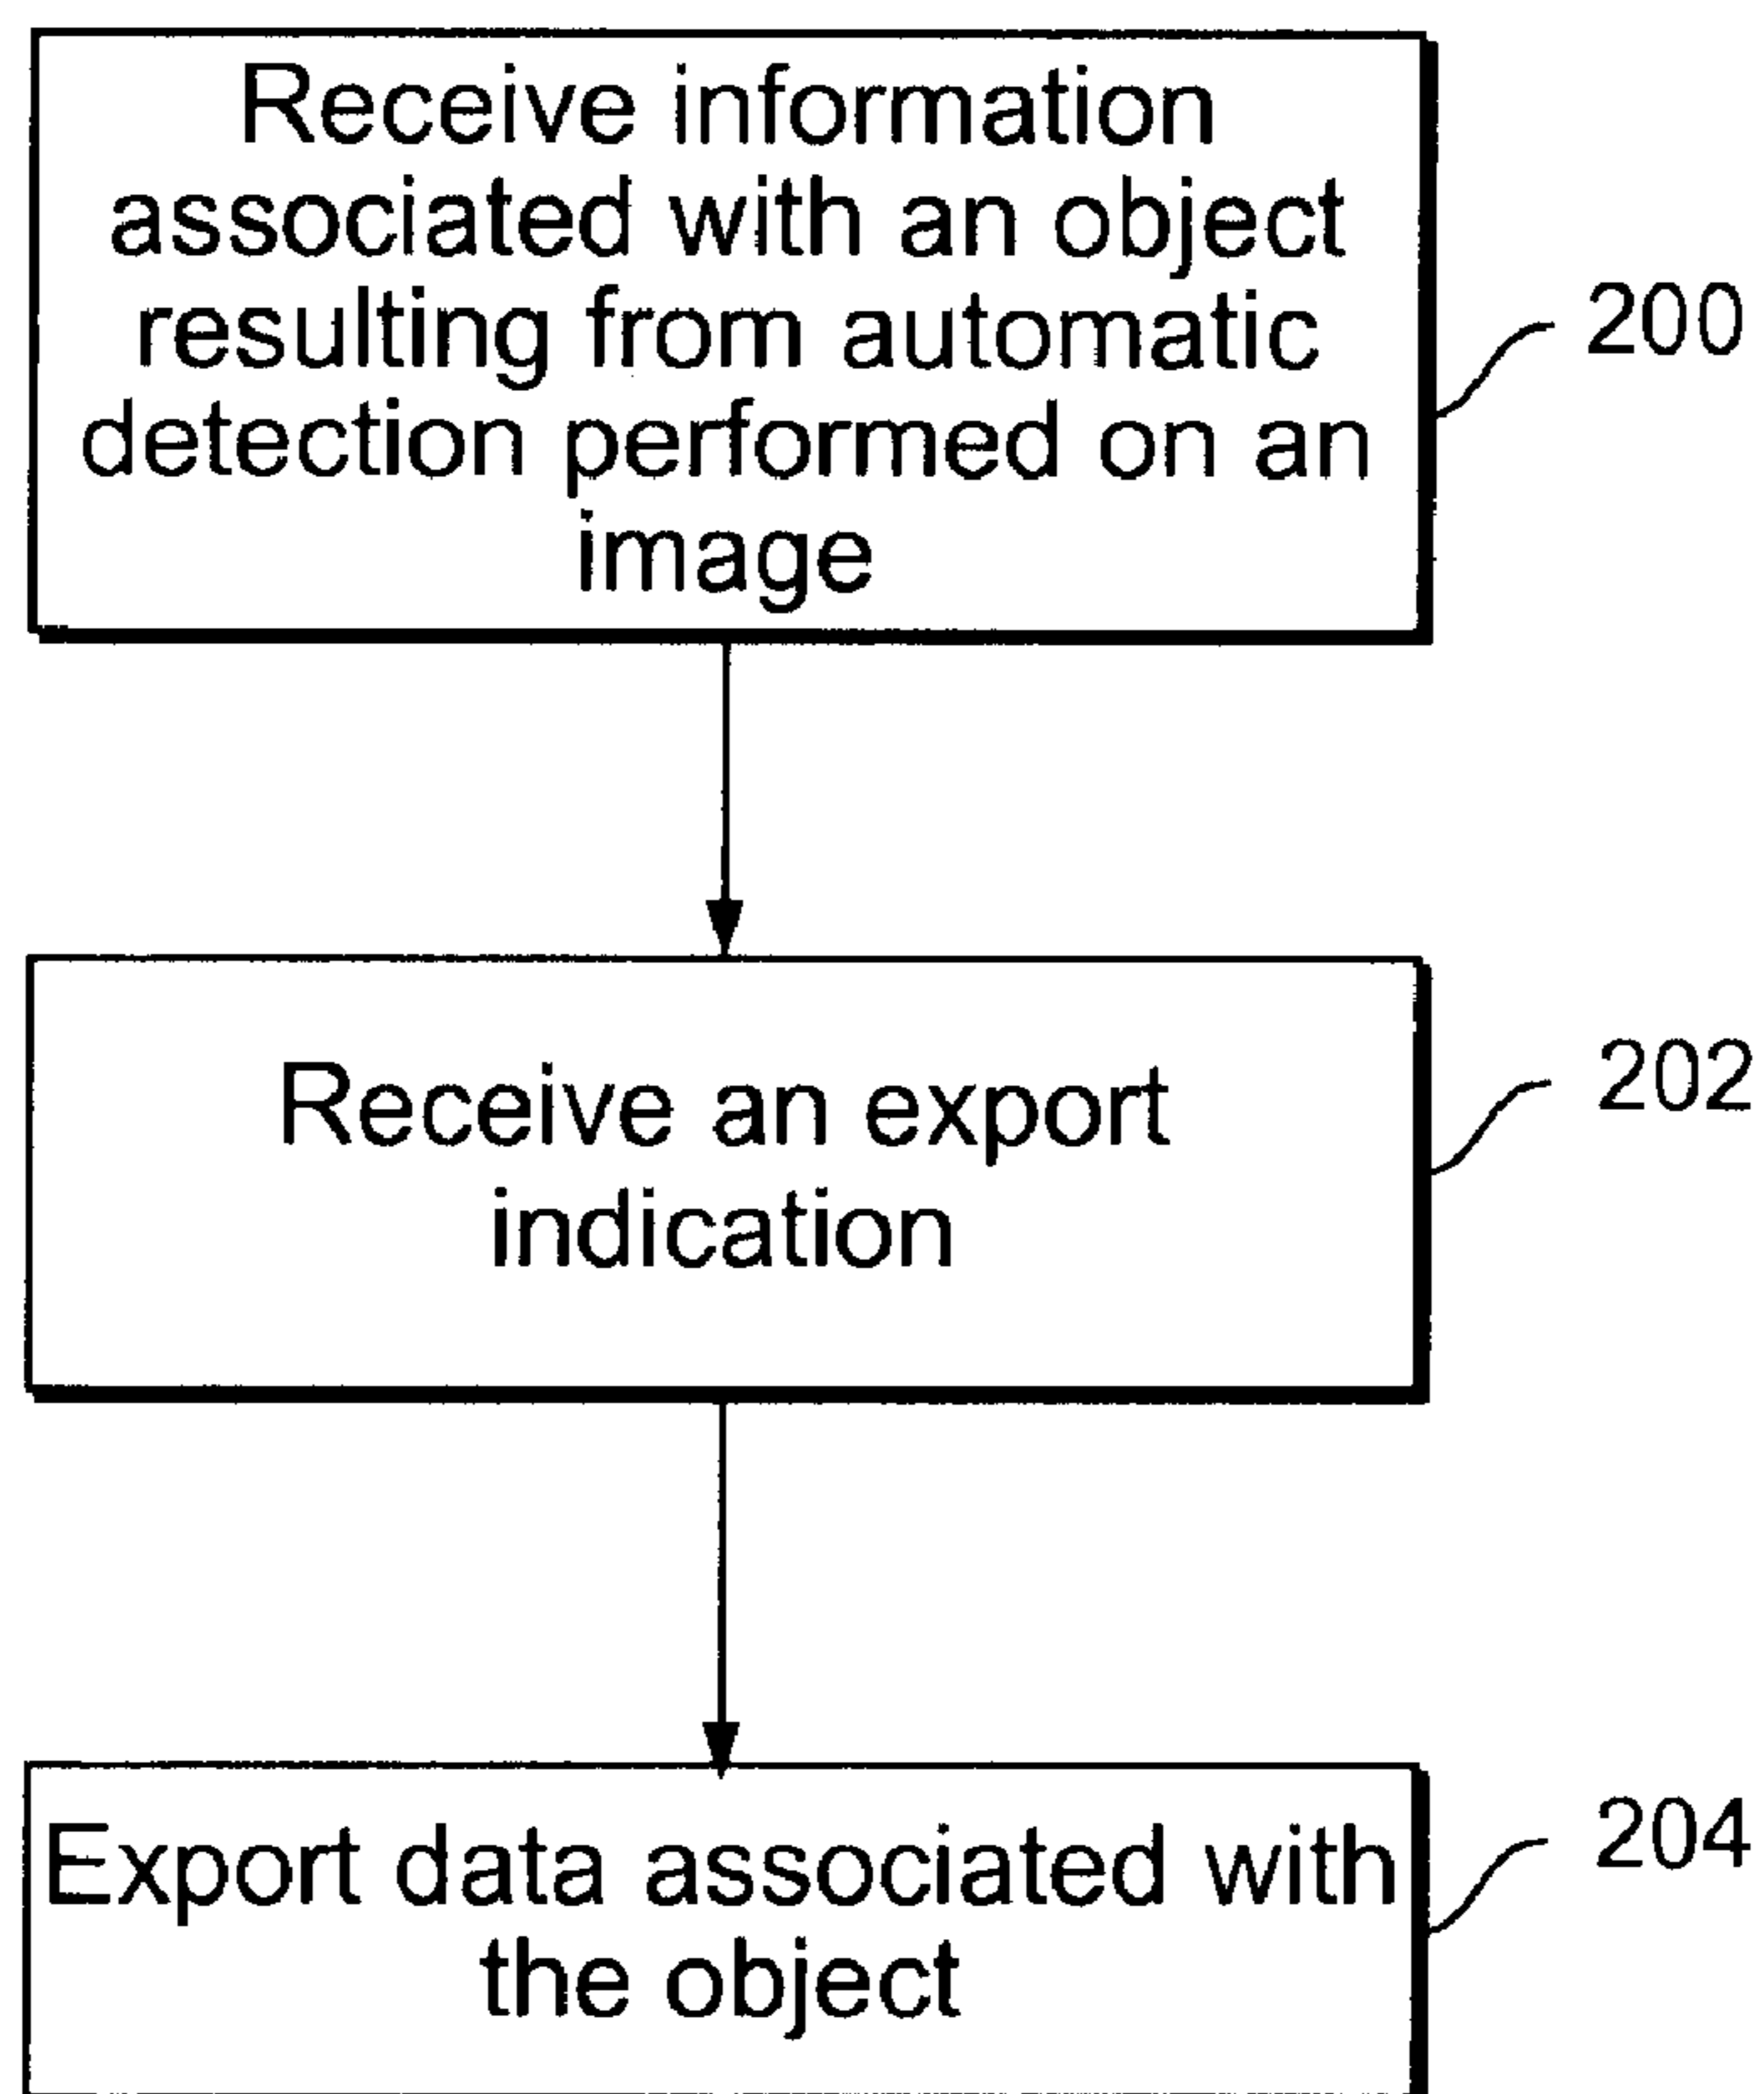 Receive information
associated with an object
resulting from automatic
detection performed on an
image
200
Receive an export
indication
202
Export data associated with
the object
204